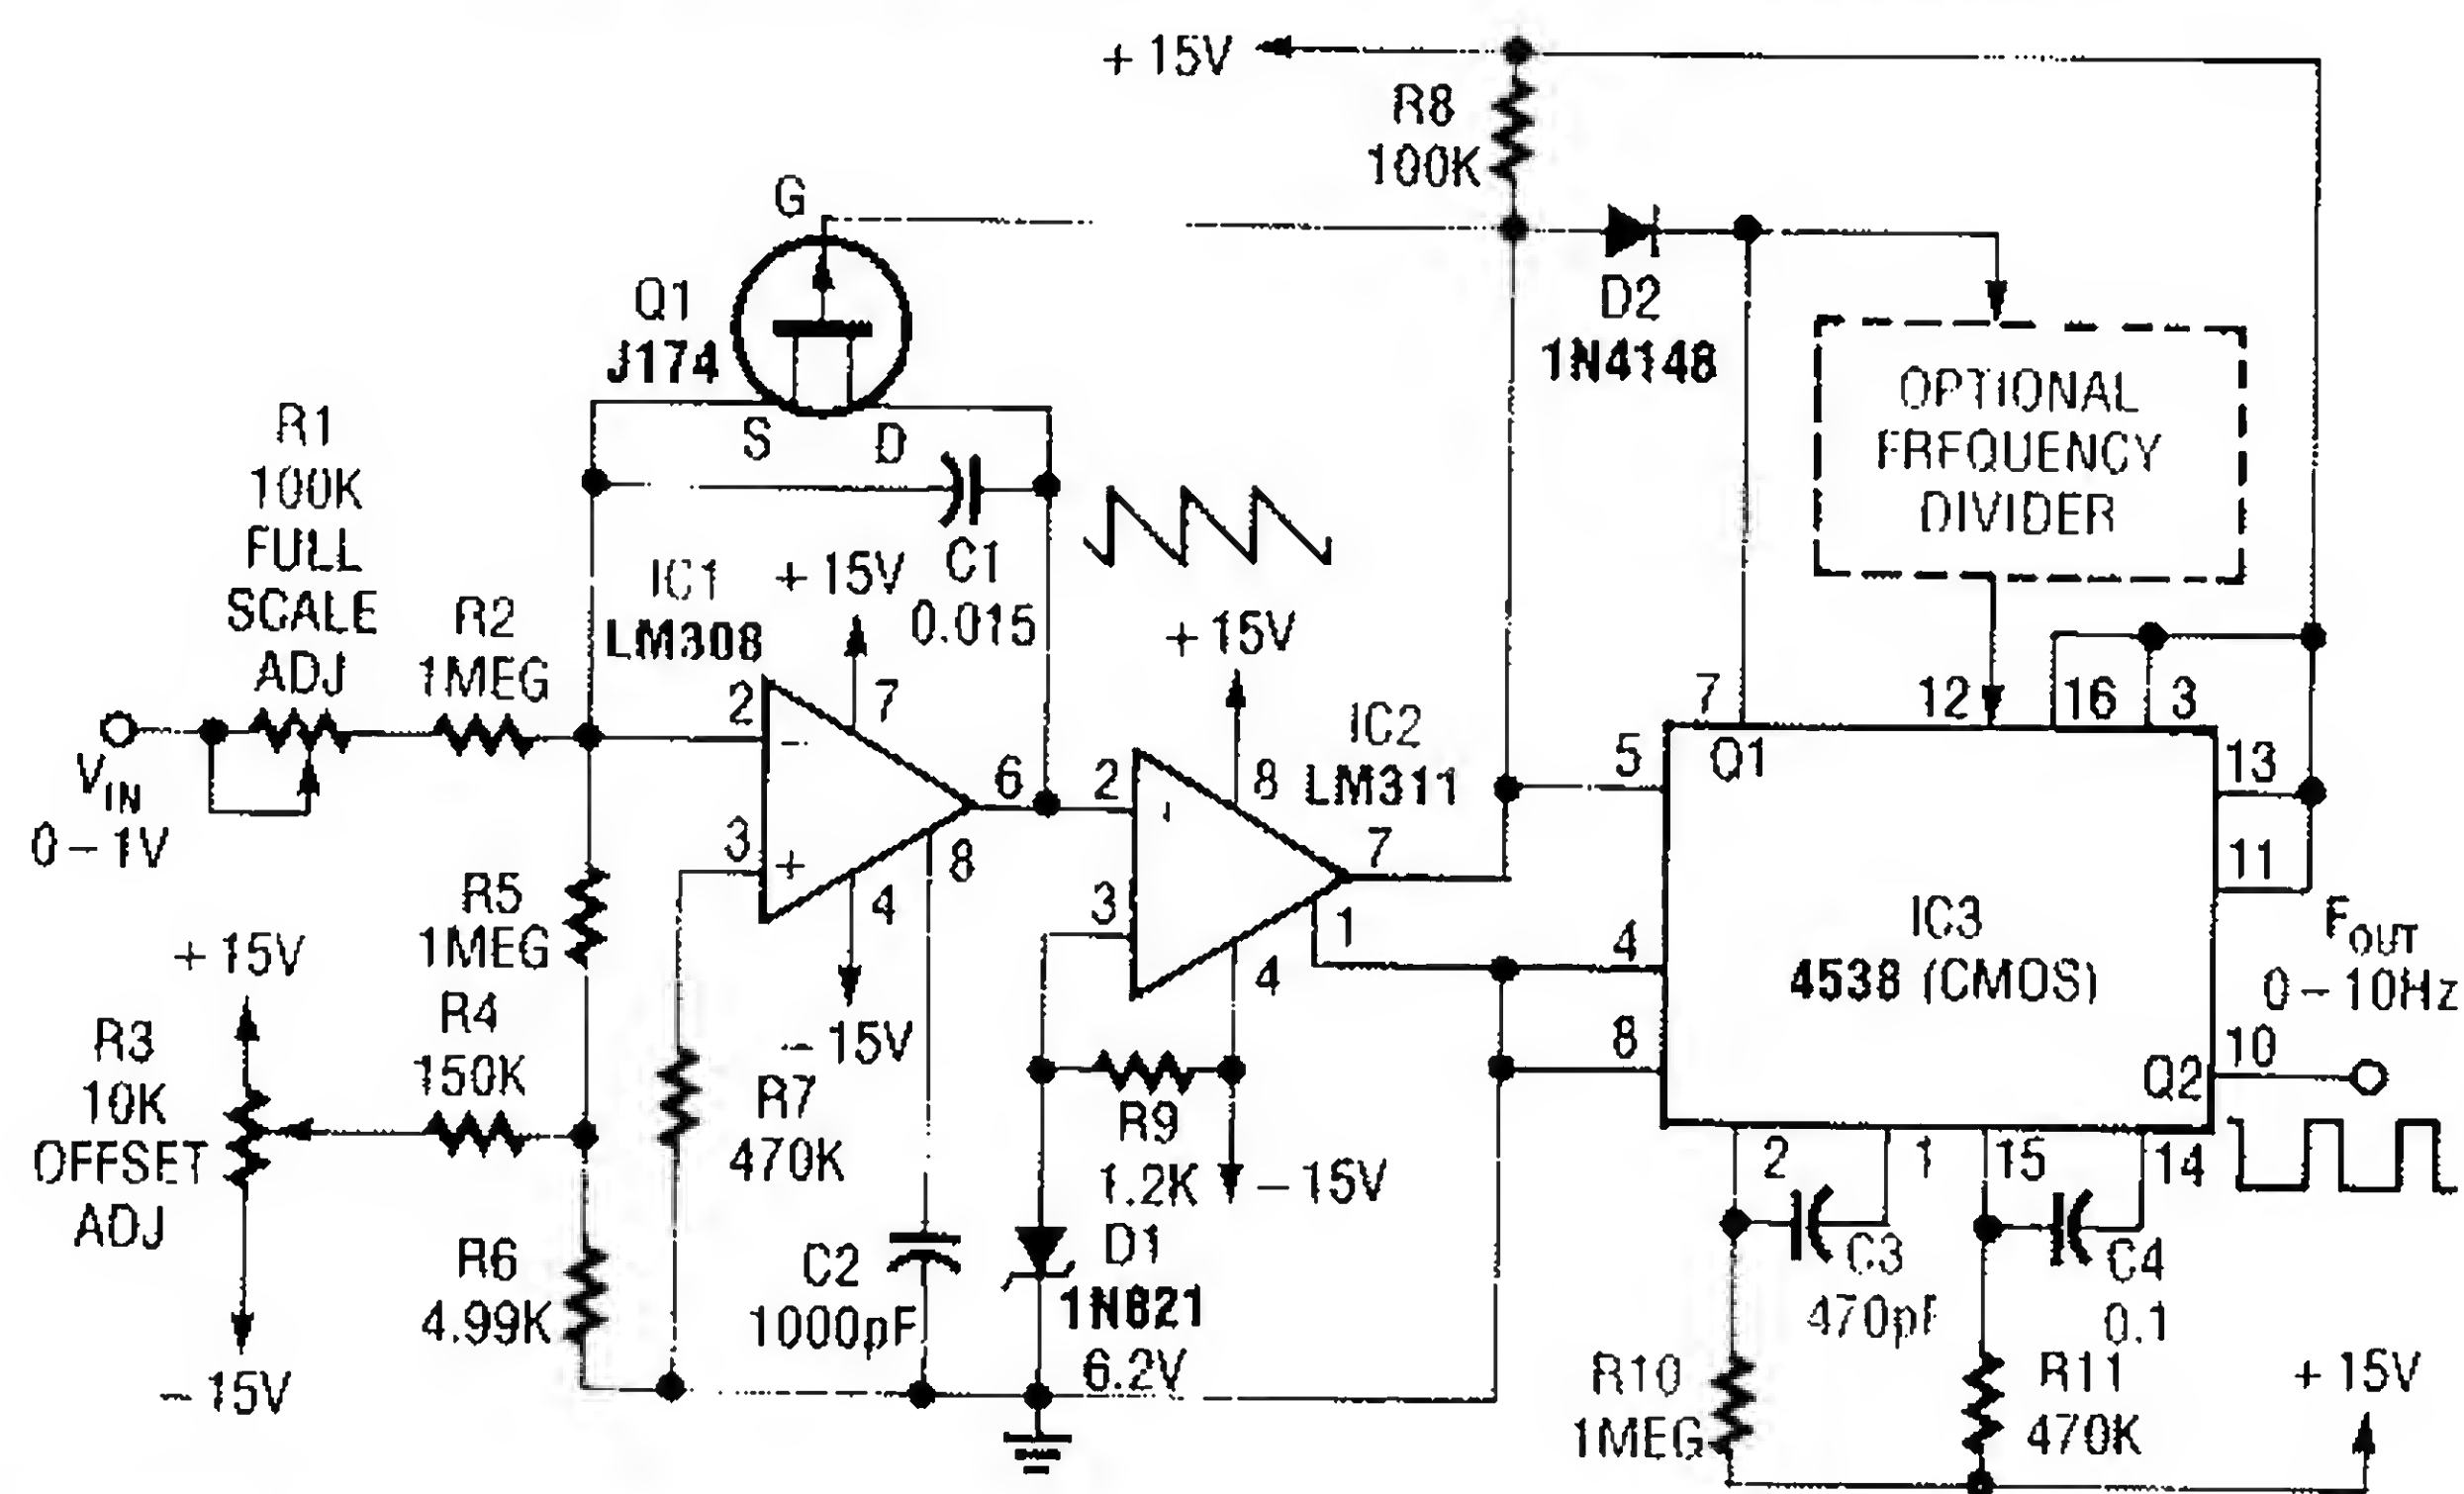 + 15V
R8
100K
G
Q1
J174
S
D
D2
1N4148
OPTIONAL
FREQUENCY
DIVIDER
R1
100K
FULL
SCALE
ADJ
R2
1MEG
IC1
LM308
+ 15V
C1
0.015
+ 15V
2
7
6
3
+
−
8
4
− 15V
V_IN
0 – 1V
IC2
LM311
2
8
7
3
1
4
7
12
16
3
5
Q1
13
11
4
8
IC3
4538 (CMOS)
F_OUT
0 – 10Hz
10
Q2
2
1
15
14
R5
1MEG
+ 15V
R4
150K
R3
10K
OFFSET
ADJ
− 15V
R6
4.99K
R7
470K
C2
1000pF
R9
1.2K
− 15V
D1
1N821
6.2V
C3
470pF
C4
0.1
R10
1MEG
R11
470K
+ 15V